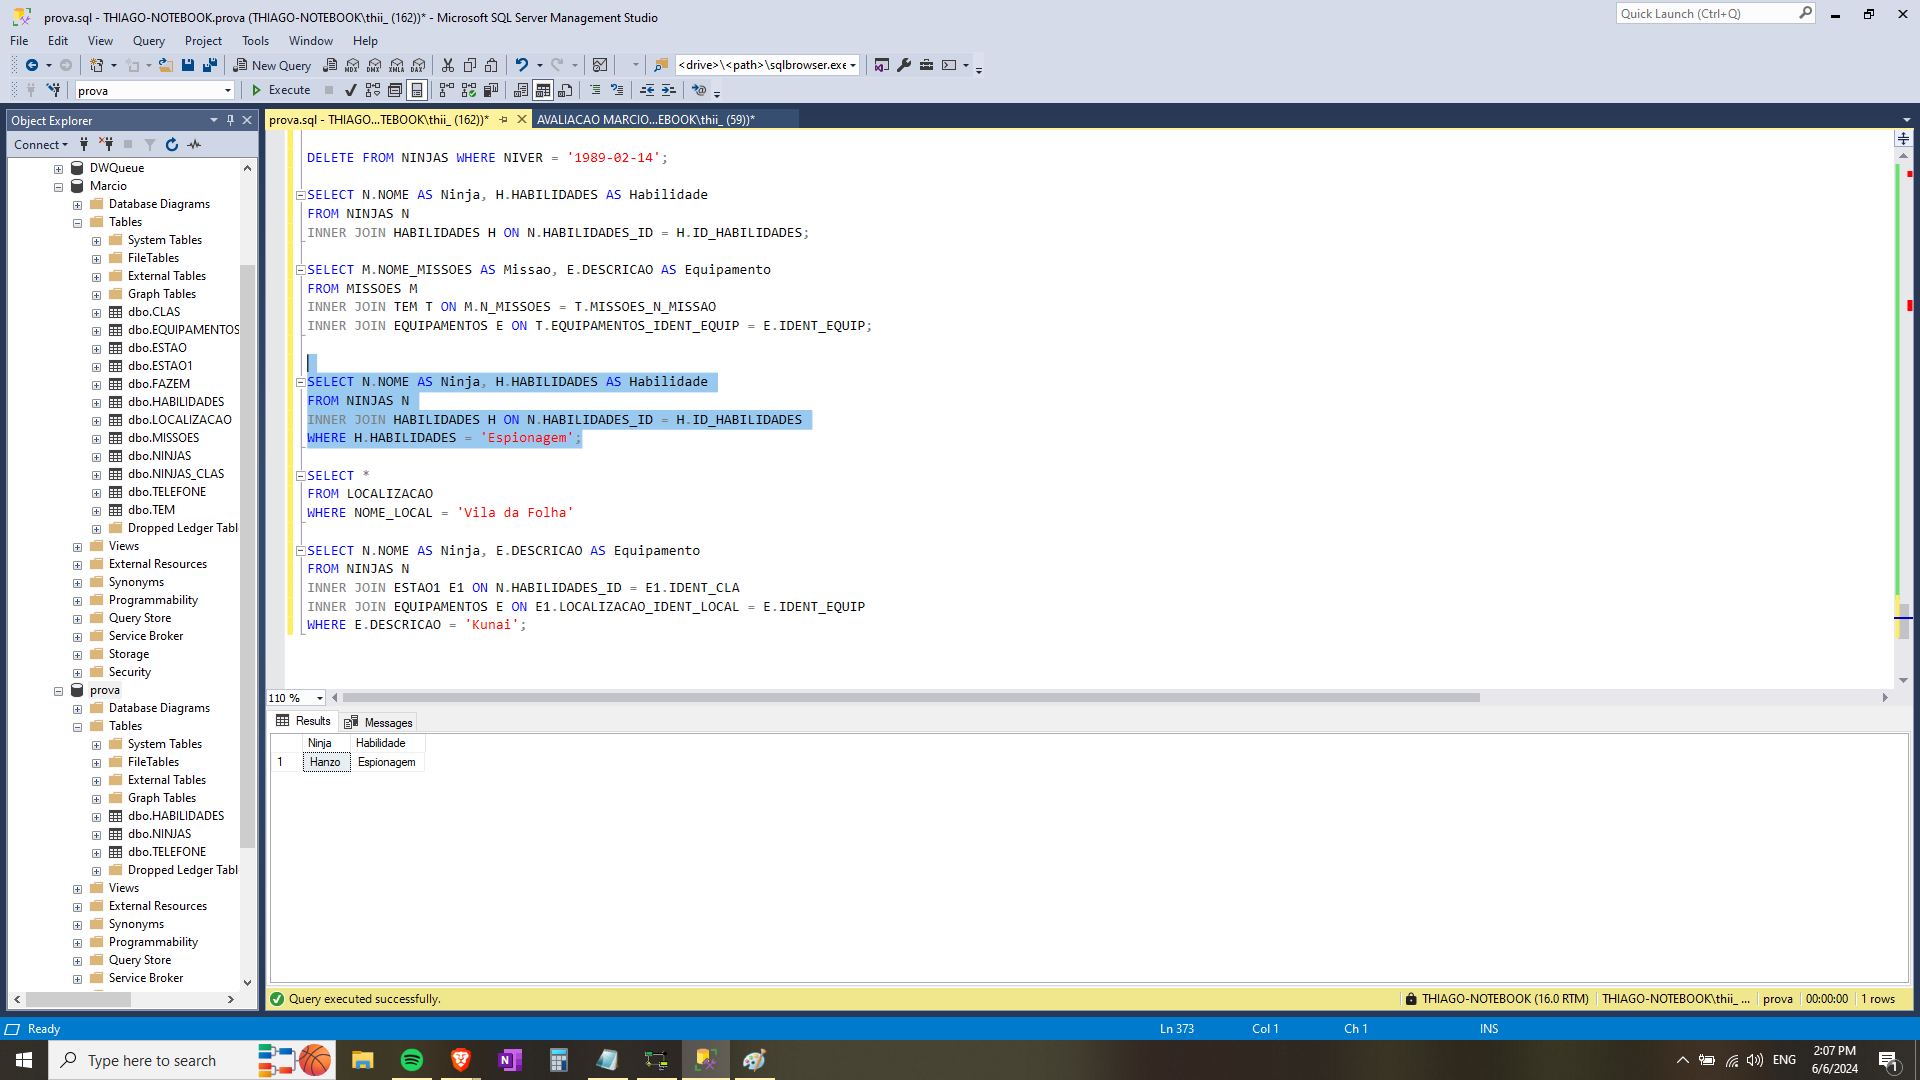 prova.sql - THIAGO-NOTEBOOK.prova (THIAGO-NOTEBOOK\thii_ (162))* - Microsoft SQL Server Management Studio
Quick Launch (Ctrl+Q)
File Edit View Query Project Tools Window Help
New Query
MDX DMX XMLA DAX
<drive>\<path>\sqlbrowser.exe
prova
Execute
Object Explorer
Connect
DWQueue
Marcio
Database Diagrams
Tables
System Tables
FileTables
External Tables
Graph Tables
dbo.CLAS
dbo.EQUIPAMENTOS
dbo.ESTAO
dbo.ESTAO1
dbo.FAZEM
dbo.HABILIDADES
dbo.LOCALIZACAO
dbo.MISSOES
dbo.NINJAS
dbo.NINJAS_CLAS
dbo.TELEFONE
dbo.TEM
Dropped Ledger Tabl
Views
External Resources
Synonyms
Programmability
Query Store
Service Broker
Storage
Security
prova
Database Diagrams
Tables
System Tables
FileTables
External Tables
Graph Tables
dbo.HABILIDADES
dbo.NINJAS
dbo.TELEFONE
Dropped Ledger Tabl
Views
External Resources
Synonyms
Programmability
Query Store
Service Broker
prova.sql - THIAGO...TEBOOK\thii_ (162))*
AVALIACAO MARCIO...EBOOK\thii_ (59))*
DELETE FROM NINJAS WHERE NIVER = '1989-02-14';
SELECT N.NOME AS Ninja, H.HABILIDADES AS Habilidade
FROM NINJAS N
INNER JOIN HABILIDADES H ON N.HABILIDADES_ID = H.ID_HABILIDADES;
SELECT M.NOME_MISSOES AS Missao, E.DESCRICAO AS Equipamento
FROM MISSOES M
INNER JOIN TEM T ON M.N_MISSOES = T.MISSOES_N_MISSAO
INNER JOIN EQUIPAMENTOS E ON T.EQUIPAMENTOS_IDENT_EQUIP = E.IDENT_EQUIP;
SELECT N.NOME AS Ninja, H.HABILIDADES AS Habilidade
FROM NINJAS N
INNER JOIN HABILIDADES H ON N.HABILIDADES_ID = H.ID_HABILIDADES
WHERE H.HABILIDADES = 'Espionagem';
SELECT *
FROM LOCALIZACAO
WHERE NOME_LOCAL = 'Vila da Folha'
SELECT N.NOME AS Ninja, E.DESCRICAO AS Equipamento
FROM NINJAS N
INNER JOIN ESTAO1 E1 ON N.HABILIDADES_ID = E1.IDENT_CLA
INNER JOIN EQUIPAMENTOS E ON E1.LOCALIZACAO_IDENT_LOCAL = E.IDENT_EQUIP
WHERE E.DESCRICAO = 'Kunai';
110 %
Results Messages
Ninja Habilidade
1 Hanzo Espionagem
Query executed successfully.
THIAGO-NOTEBOOK (16.0 RTM) THIAGO-NOTEBOOK\thii_ ... prova 00:00:00 1 rows
Ready
Ln 373 Col 1 Ch 1 INS
Type here to search
ENG
2:07 PM
6/6/2024
1